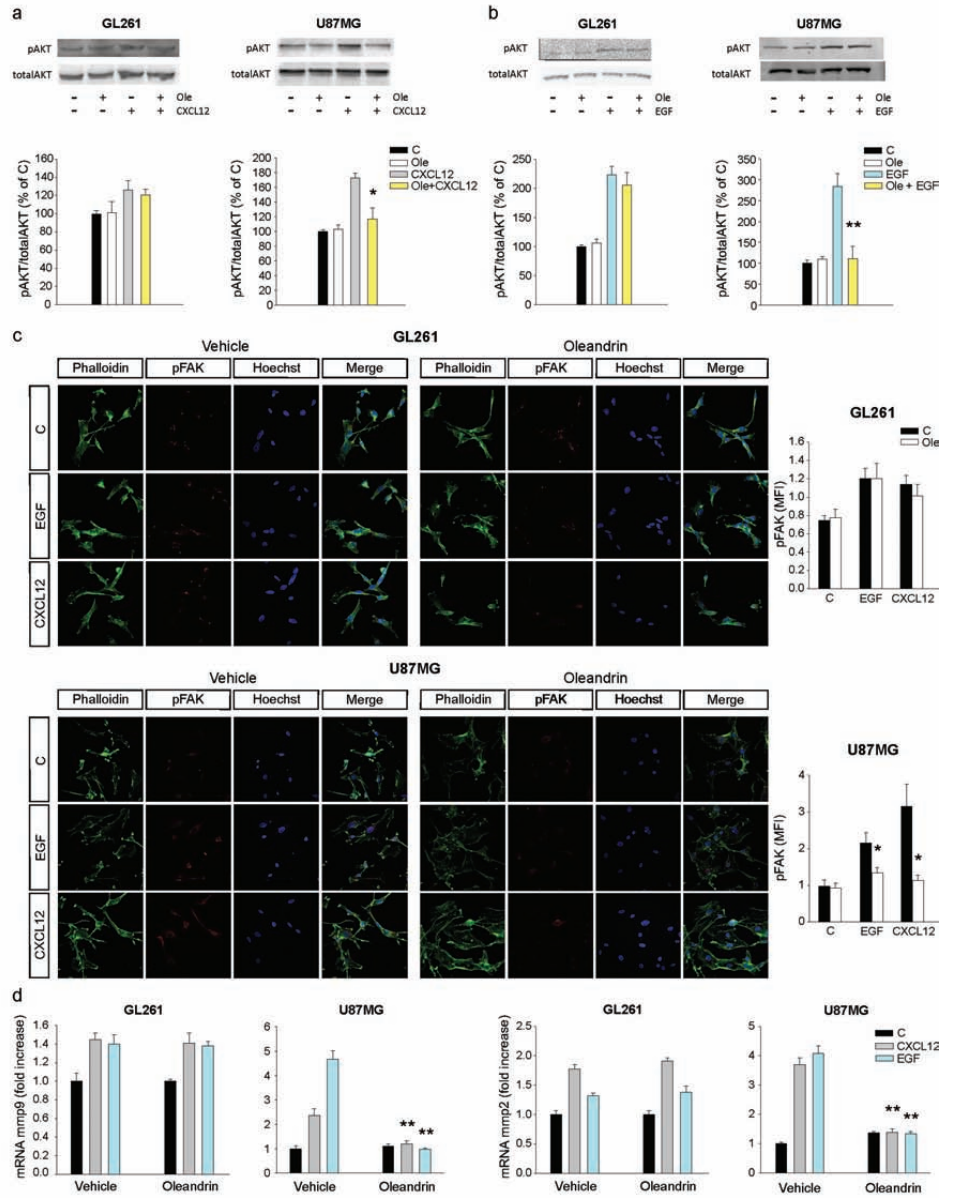 a
GL261
U87MG
pAKT
totalAKT
- + - + Ole
- - + + CXCL12
pAKT
totalAKT
- + - + Ole
- - + + CXCL12
pAKT/totalAKT (% of C)
160
140
120
100
80
60
40
20
0
pAKT/totalAKT (% of C)
200
180
160
140
120
100
80
60
40
20
0
*
C
Ole
CXCL12
Ole+CXCL12
b
GL261
U87MG
pAKT
totalAKT
- + - + Ole
- - + + EGF
pAKT
totalAKT
- + - + Ole
- - + + EGF
pAKT/totalAKT (% of C)
250
200
150
100
50
0
pAKT/totalAKT (% of C)
350
300
250
200
150
100
50
0
**
C
Ole
EGF
Ole + EGF
c
GL261
Vehicle
Oleandrin
Phalloidin pFAK Hoechst Merge Phalloidin pFAK Hoechst Merge
C
EGF
CXCL12
GL261
C
Ole
pFAK (MFI)
1.6
1.4
1.2
1.0
0.8
0.6
0.4
0.2
0.0
C EGF CXCL12
U87MG
Vehicle
Oleandrin
Phalloidin pFAK Hoechst Merge Phalloidin pFAK Hoechst Merge
C
EGF
CXCL12
U87MG
pFAK (MFI)
4
3
2
1
0
* *
C EGF CXCL12
d
GL261
mRNA mmp9 (fold increase)
1.6
1.4
1.2
1.0
0.8
0.6
0.4
0.2
0.0
Vehicle Oleandrin
U87MG
6
5
4
3
2
1
0
** **
Vehicle Oleandrin
GL261
mRNA mmp2 (fold increase)
2.5
2.0
1.5
1.0
0.5
0.0
Vehicle Oleandrin
U87MG
5
4
3
2
1
0
** **
Vehicle Oleandrin
C
CXCL12
EGF